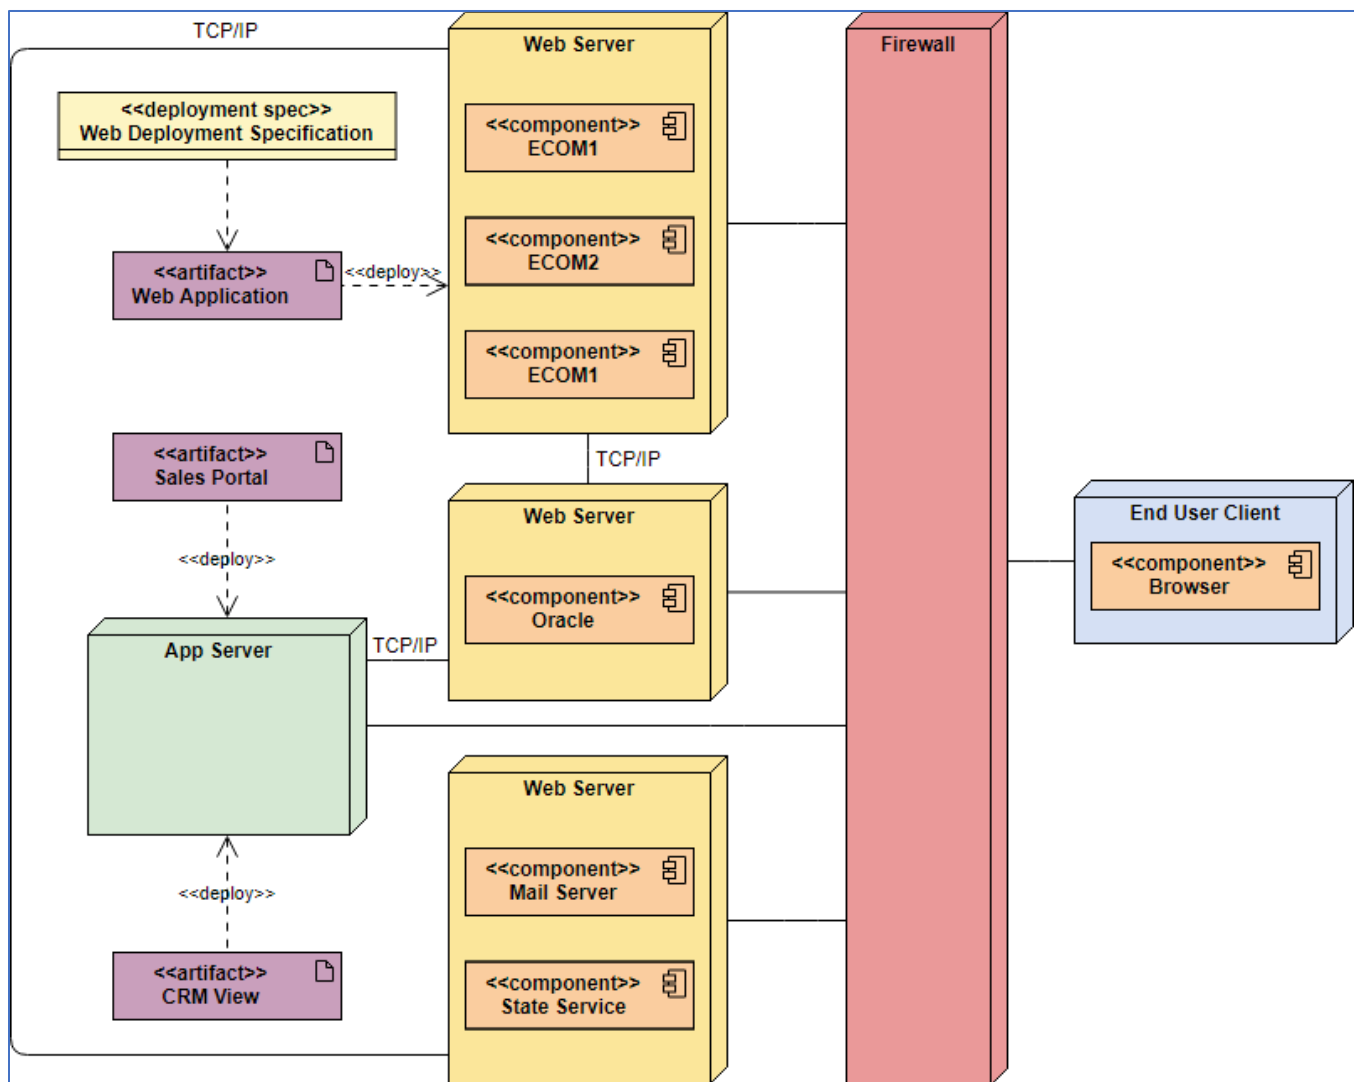 TCP/IP
Web Server
Firewall
<<deployment spec>>
Web Deployment Specification
<<component>>
ECOM1
<<component>>
ECOM2
<<artifact>>
Web Application
<<deploy>>
<<component>>
ECOM1
<<artifact>>
Sales Portal
TCP/IP
<<deploy>>
Web Server
<<component>>
Oracle
End User Client
<<component>>
Browser
App Server
TCP/IP
Web Server
<<component>>
Mail Server
<<deploy>>
<<artifact>>
CRM View
<<component>>
State Service